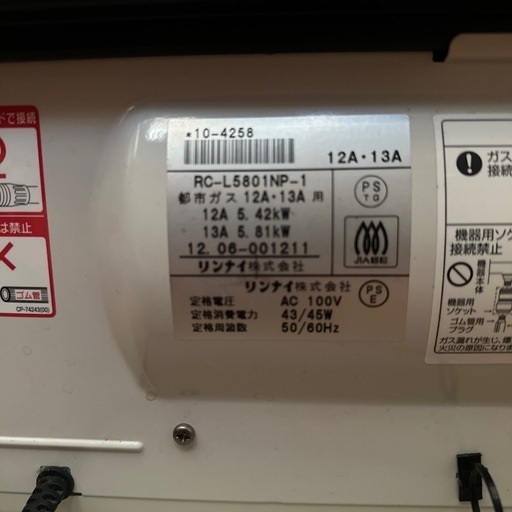 ドで接続
は禁止
ゴム管
CP-74243(00)
*10-4258
12A・13A
RC-L5801NP-1
都市ガス 12A・13A 用
12A 5.42kW
13A 5.81kW
12.06-001211
リンナイ株式会社
PS
TG
JIA認証
リンナイ株式会社
定格電圧 AC 100V
定格消費電力 43/45W
定格周波数 50/60Hz
PS
E
ガス
接続
機器用ソケ
接続禁止
機器本体
機器用
ソケット
ゴム管用
プラグ
ガス漏れが生じ、爆
火災の原因になり